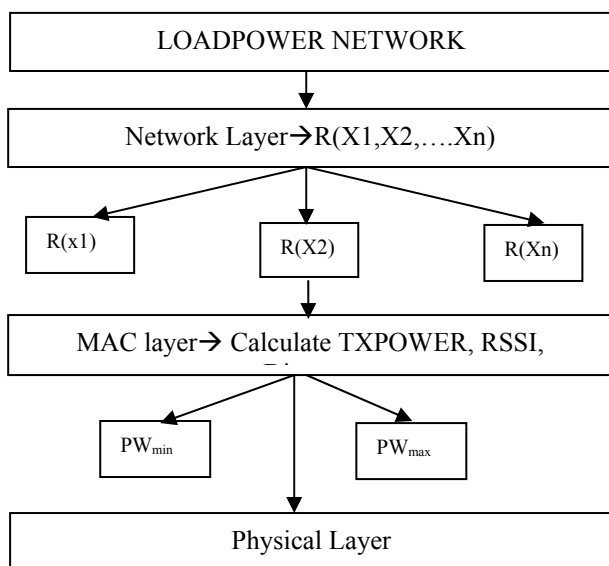 LOADPOWER NETWORK
Network Layer→R(X1,X2,….Xn)
R(x1)
R(X2)
R(Xn)
MAC layer→ Calculate TXPOWER, RSSI,
PWmin
PWmax
Physical Layer